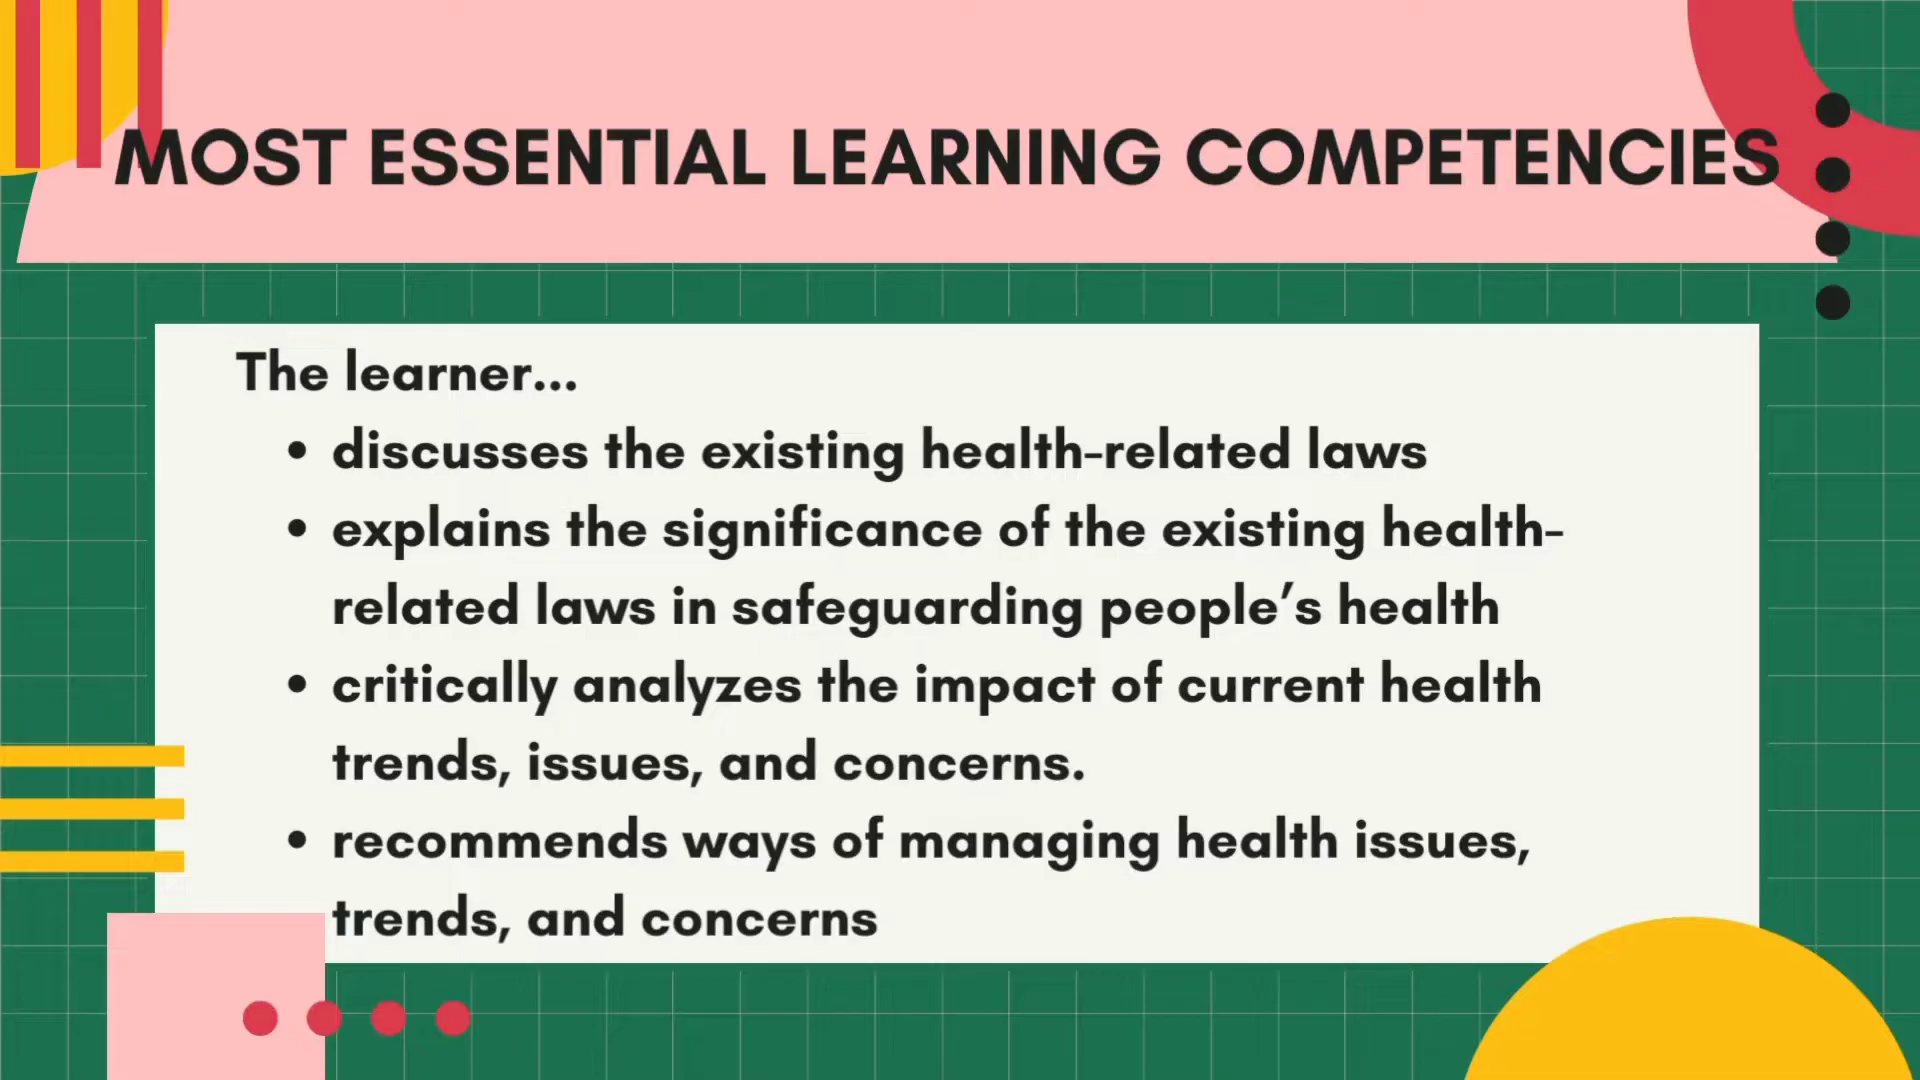 MOST ESSENTIAL LEARNING COMPETENCIES
The learner...
• discusses the existing health-related laws
• explains the significance of the existing health-
related laws in safeguarding people’s health
• critically analyzes the impact of current health
trends, issues, and concerns.
• recommends ways of managing health issues,
trends, and concerns